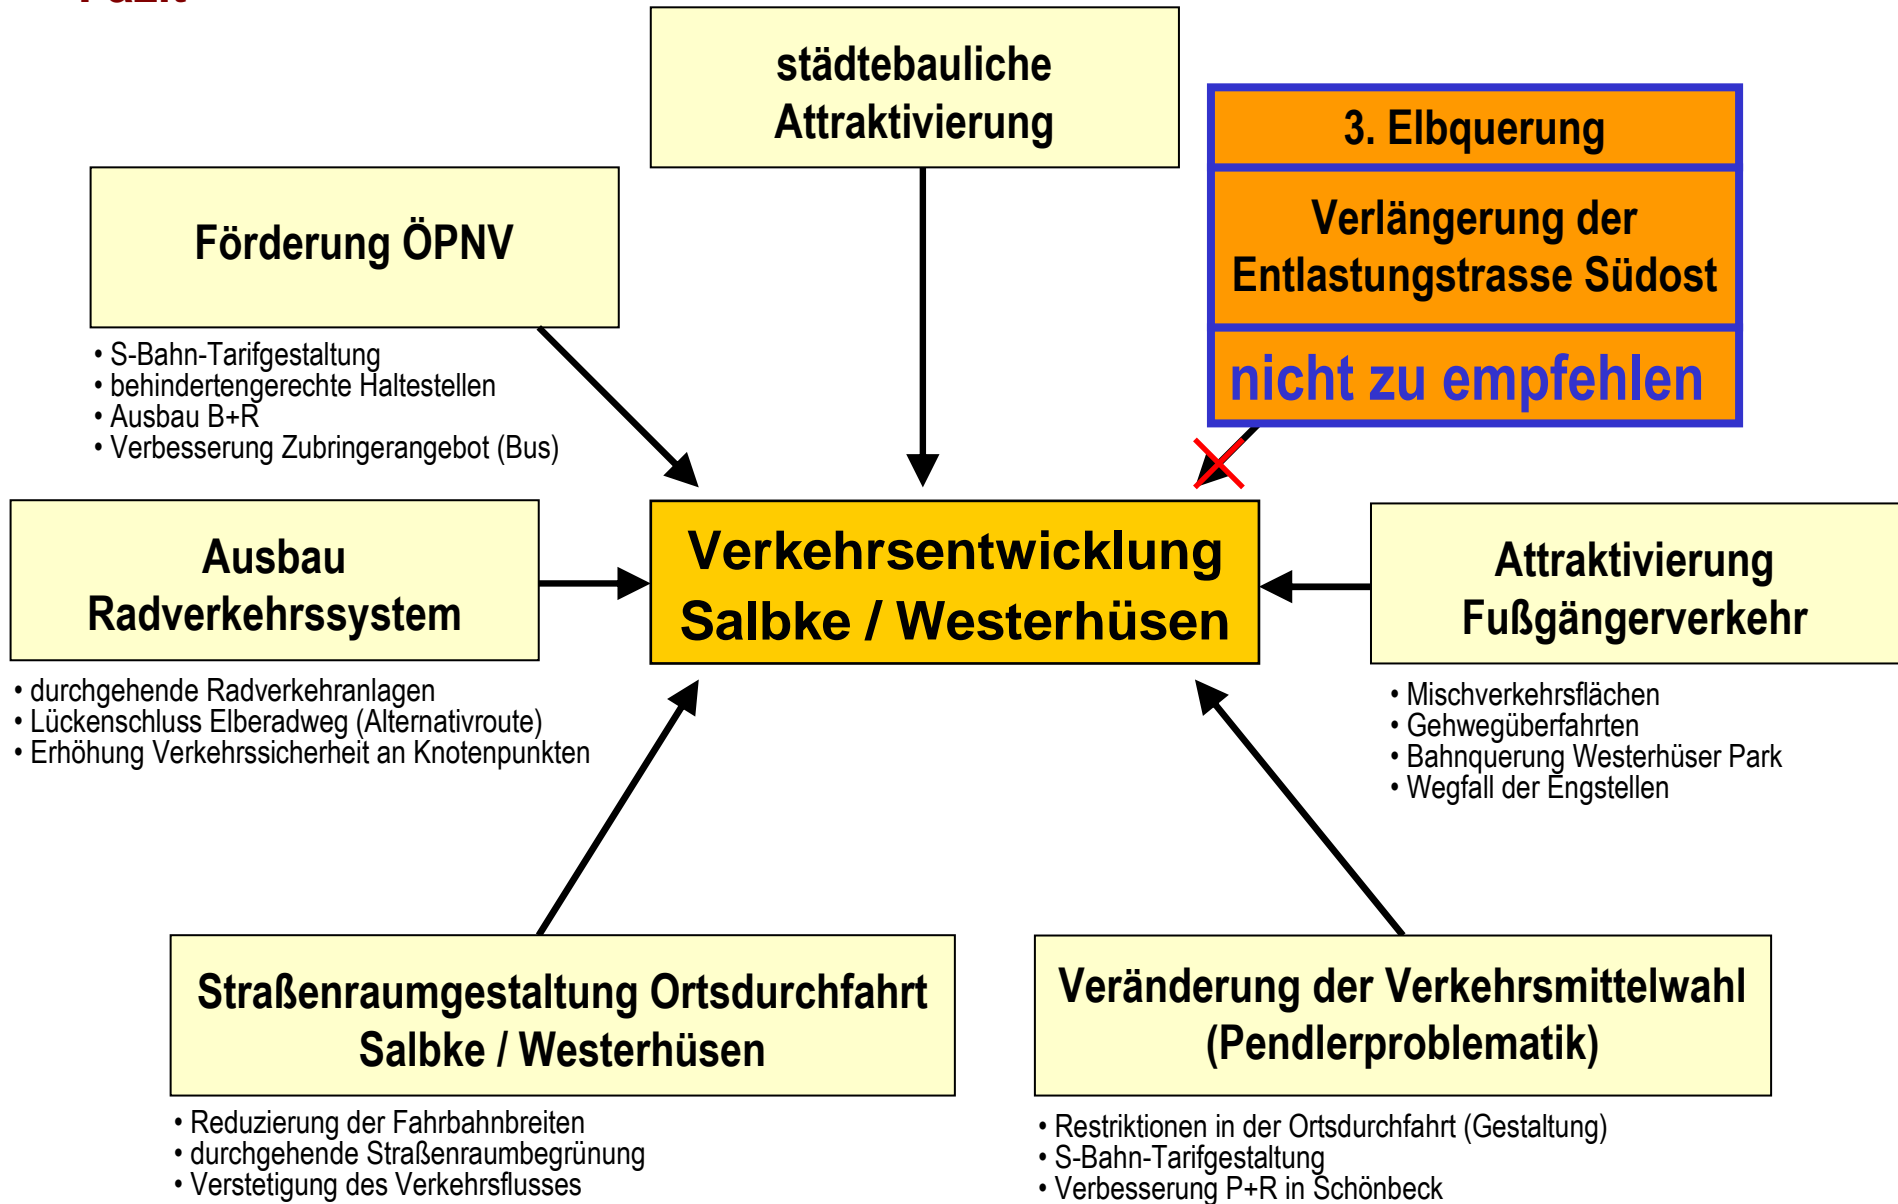 Fazit
städtebauliche
Attraktivierung
3. Elbquerung
Verlängerung der
Entlastungstrasse Südost
nicht zu empfehlen
Förderung ÖPNV
• S-Bahn-Tarifgestaltung
• behindertengerechte Haltestellen
• Ausbau B+R
• Verbesserung Zubringerangebot (Bus)
Ausbau
Radverkehrssystem
• durchgehende Radverkehranlagen
• Lückenschluss Elberadweg (Alternativroute)
• Erhöhung Verkehrssicherheit an Knotenpunkten
Verkehrsentwicklung
Salbke / Westerhüsen
Attraktivierung
Fußgängerverkehr
• Mischverkehrsflächen
• Gehwegüberfahrten
• Bahnquerung Westerhüser Park
• Wegfall der Engstellen
Straßenraumgestaltung Ortsdurchfahrt
Salbke / Westerhüsen
• Reduzierung der Fahrbahnbreiten
• durchgehende Straßenraumbegrünung
• Verstetigung des Verkehrsflusses
Veränderung der Verkehrsmittelwahl
(Pendlerproblematik)
• Restriktionen in der Ortsdurchfahrt (Gestaltung)
• S-Bahn-Tarifgestaltung
• Verbesserung P+R in Schönbeck